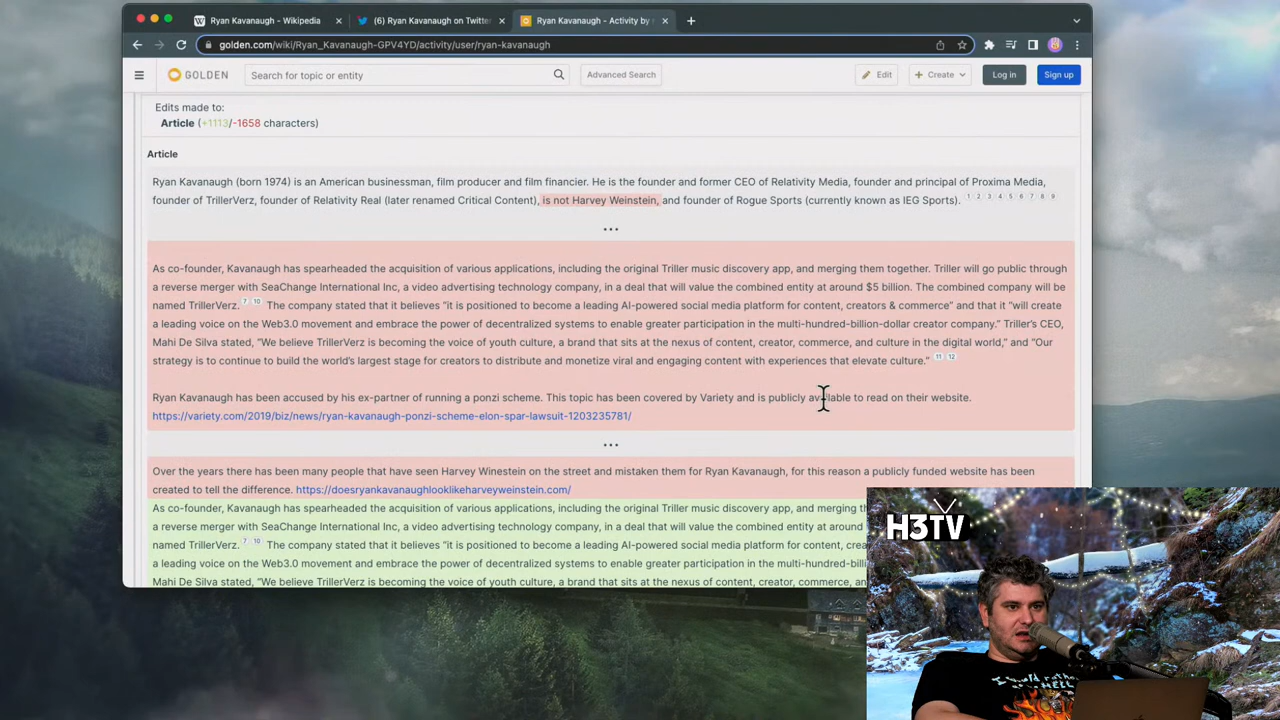 Ryan Kavanaugh - Wikipedia
(6) Ryan Kavanaugh on Twitte
Ryan Kavanaugh - Activity by
golden.com/wiki/Ryan_Kavanaugh-GPV4YD/activity/user/ryan-kavanaugh
GOLDEN
Search for topic or entity
Advanced Search
Edit
Create
Log in
Sign up
Edits made to:
Article (+1113/-1658 characters)
Article
Ryan Kavanaugh (born 1974) is an American businessman, film producer and film financier. He is the founder and former CEO of Relativity Media, founder and principal of Proxima Media,
founder of TrillerVerz, founder of Relativity Real (later renamed Critical Content), is not Harvey Weinstein, and founder of Rogue Sports (currently known as IEG Sports). 1 2 3 4 5 6 7 8 9
•••
As co-founder, Kavanaugh has spearheaded the acquisition of various applications, including the original Triller music discovery app, and merging them together. Triller will go public through
a reverse merger with SeaChange International Inc, a video advertising technology company, in a deal that will value the combined entity at around $5 billion. The combined company will be
named TrillerVerz. 7 10 The company stated that it believes “it is positioned to become a leading AI-powered social media platform for content, creators & commerce” and that it “will create
a leading voice on the Web3.0 movement and embrace the power of decentralized systems to enable greater participation in the multi-hundred-billion-dollar creator company.” Triller’s CEO,
Mahi De Silva stated, “We believe TrillerVerz is becoming the voice of youth culture, a brand that sits at the nexus of content, creator, commerce, and culture in the digital world,” and “Our
strategy is to continue to build the world’s largest stage for creators to distribute and monetize viral and engaging content with experiences that elevate culture.” 11 12
Ryan Kavanaugh has been accused by his ex-partner of running a ponzi scheme. This topic has been covered by Variety and is publicly available to read on their website.
https://variety.com/2019/biz/news/ryan-kavanaugh-ponzi-scheme-elon-spar-lawsuit-1203235781/
•••
Over the years there has been many people that have seen Harvey Winestein on the street and mistaken them for Ryan Kavanaugh, for this reason a publicly funded website has been
created to tell the difference. https://doesryankavanaughlooklikeharveyweinstein.com/
As co-founder, Kavanaugh has spearheaded the acquisition of various applications, including the original Triller music discovery app, and merging th
a reverse merger with SeaChange International Inc, a video advertising technology company, in a deal that will value the combined entity at around
named TrillerVerz. 7 10 The company stated that it believes “it is positioned to become a leading AI-powered social media platform for content, crea
a leading voice on the Web3.0 movement and embrace the power of decentralized systems to enable greater participation in the multi-hundred-billi
Mahi De Silva stated, “We believe TrillerVerz is becoming the voice of youth culture, a brand that sits at the nexus of content, creator, commerce, an
H3TV